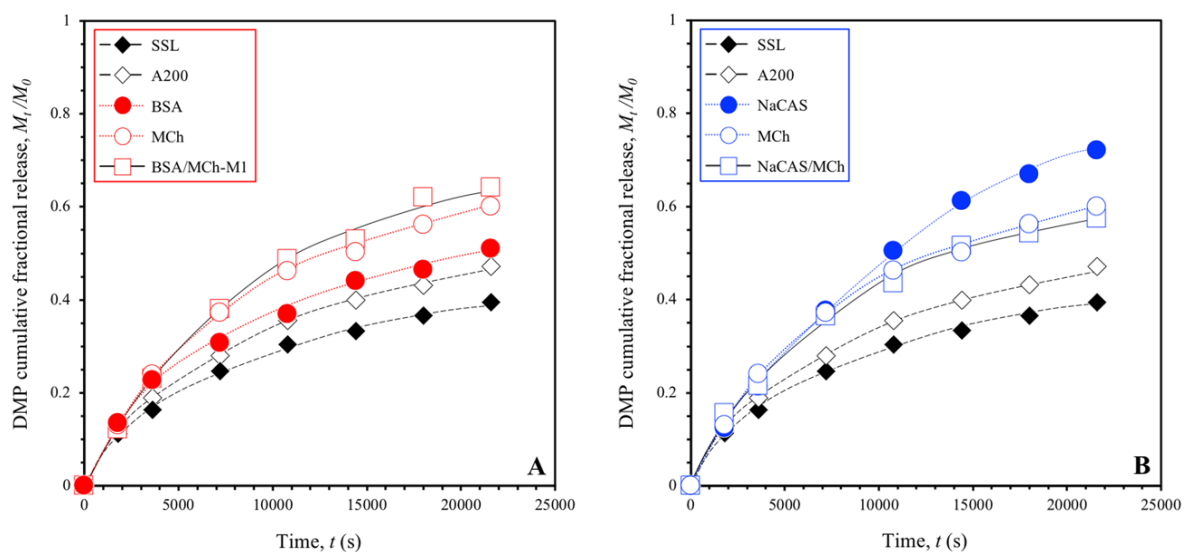 DMP cumulative fractional release, Mt/M0
1
0.8
0.6
0.4
0.2
0
SSL
A200
BSA
MCh
BSA/MCh-M1
A
0 5000 10000 15000 20000 25000
Time, t (s)
DMP cumulative fractional release, Mt/M0
1
0.8
0.6
0.4
0.2
0
SSL
A200
NaCAS
MCh
NaCAS/MCh
B
0 5000 10000 15000 20000 25000
Time, t (s)